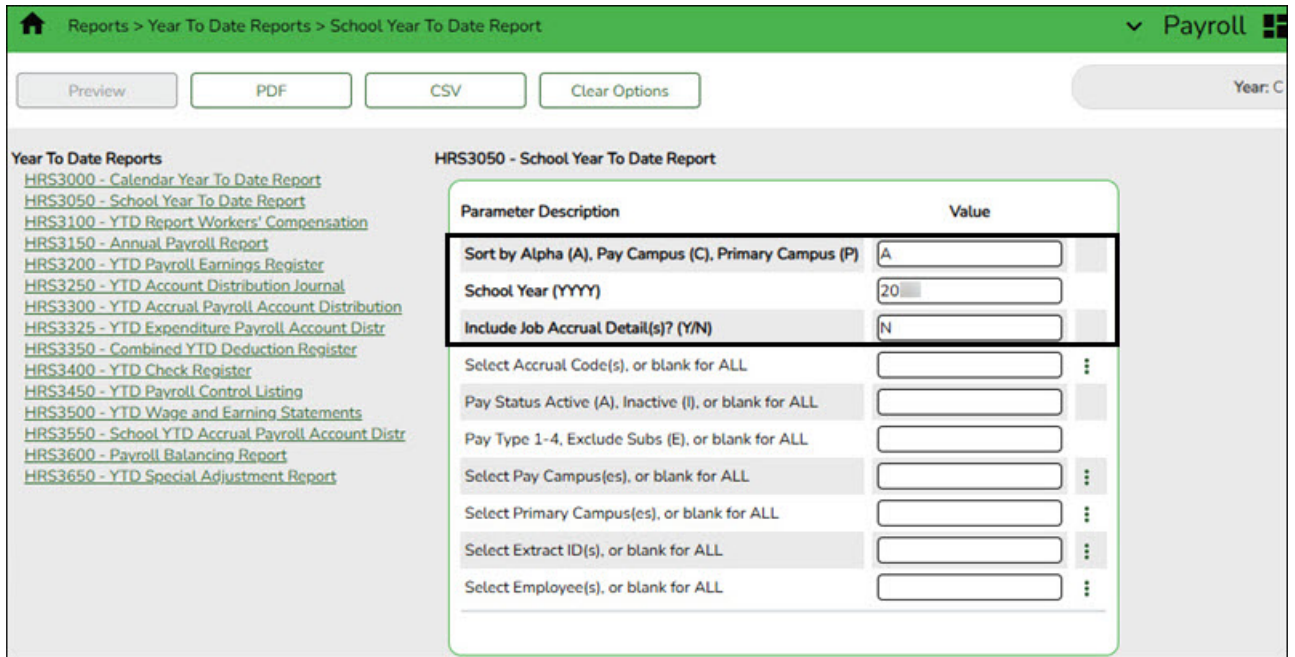 Reports > Year To Date Reports > School Year To Date Report
Payroll
Preview
PDF
CSV
Clear Options
Year: C
Year To Date Reports
HRS3000 - Calendar Year To Date Report
HRS3050 - School Year To Date Report
HRS3100 - YTD Report Workers' Compensation
HRS3150 - Annual Payroll Report
HRS3200 - YTD Payroll Earnings Register
HRS3250 - YTD Account Distribution Journal
HRS3300 - YTD Accrual Payroll Account Distribution
HRS3325 - YTD Expenditure Payroll Account Distr
HRS3350 - Combined YTD Deduction Register
HRS3400 - YTD Check Register
HRS3450 - YTD Payroll Control Listing
HRS3500 - YTD Wage and Earning Statements
HRS3550 - School YTD Accrual Payroll Account Distr
HRS3600 - Payroll Balancing Report
HRS3650 - YTD Special Adjustment Report
HRS3050 - School Year To Date Report
Parameter Description Value
Sort by Alpha (A), Pay Campus (C), Primary Campus (P) A
School Year (YYYY) 20
Include Job Accrual Detail(s)? (Y/N) N
Select Accrual Code(s), or blank for ALL
Pay Status Active (A), Inactive (I), or blank for ALL
Pay Type 1-4, Exclude Subs (E), or blank for ALL
Select Pay Campus(es), or blank for ALL
Select Primary Campus(es), or blank for ALL
Select Extract ID(s), or blank for ALL
Select Employee(s), or blank for ALL